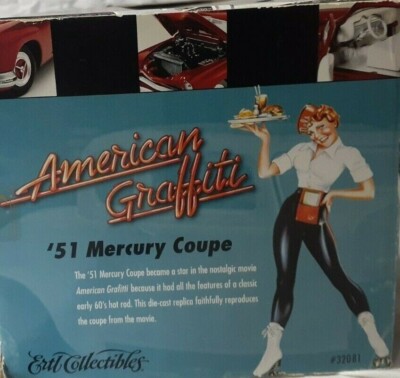 American
Graffiti
'51 Mercury Coupe
The '51 Mercury Coupe became a star in the nostalgic movie
American Grafitti because it had all the features of a classic
early 60's hot rod. This die-cast replica faithfully reproduces
the coupe from the movie.
Ertl Collectibles™
#32081